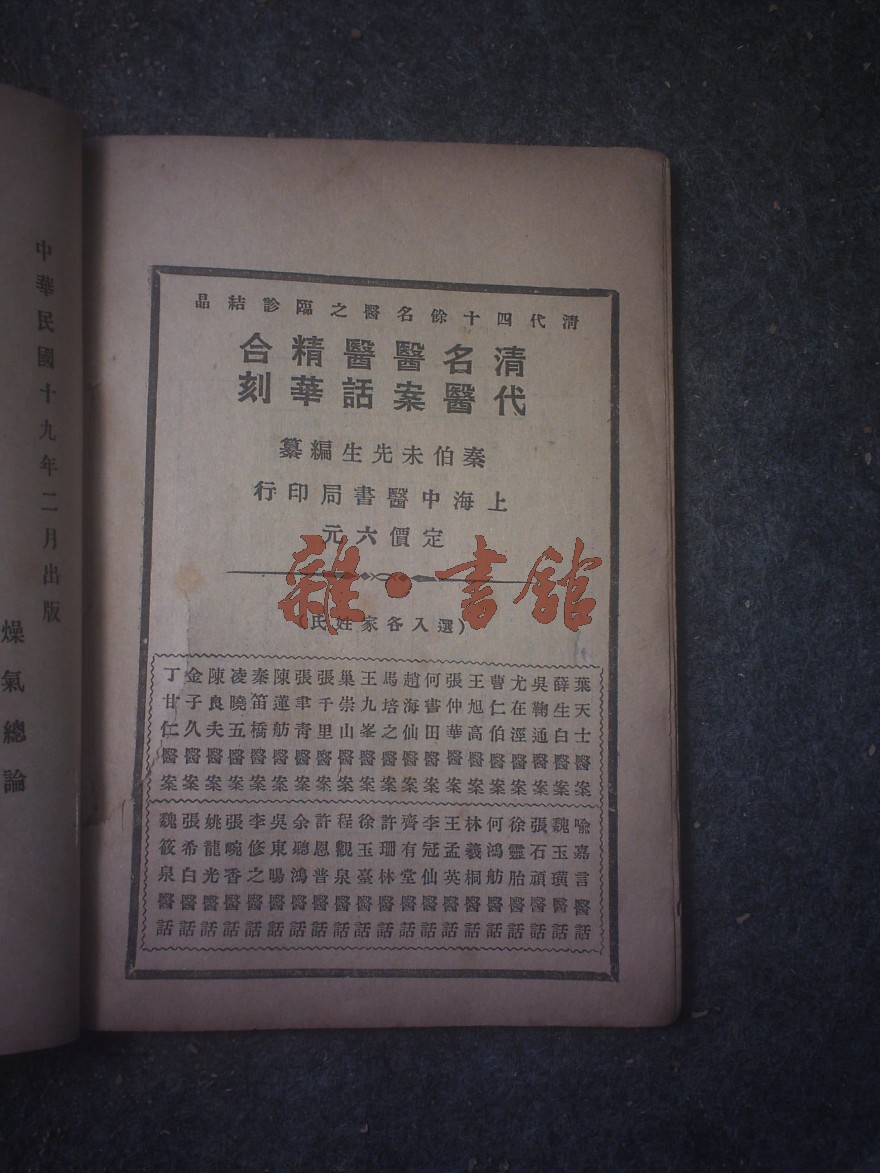 清代四十餘名醫之臨診結晶
清代名醫醫案醫話精華合刻
秦伯未先生編纂
上海中醫書局印行
定價六元
(選入各家姓氏)
葉天士醫案
薛生白醫案
吳鞠通醫案
尤在涇醫案
曹仁伯醫案
王旭高醫案
張仲華醫案
何書田醫案
趙海仙醫案
馬培之醫案
王九峯醫案
巢崇山醫案
張千里醫案
張聿青醫案
陳蓮舫醫案
秦笛橋醫案
凌曉五醫案
陳良夫醫案
金子久醫案
丁甘仁醫案
喻嘉言醫話
魏玉璜醫話
張石頑醫話
徐靈胎醫話
何鴻舫醫話
林羲桐醫話
王孟英醫話
李冠仙醫話
齊有堂醫話
許珊林醫話
徐玉臺醫話
程觀泉醫話
許恩普醫話
余聽鴻醫話
吳東暘醫話
李修之醫話
張畹香醫話
姚龍光醫話
張希白醫話
魏筱泉醫話
雜·書館
中華民國十九年二月出版
燥氣總論